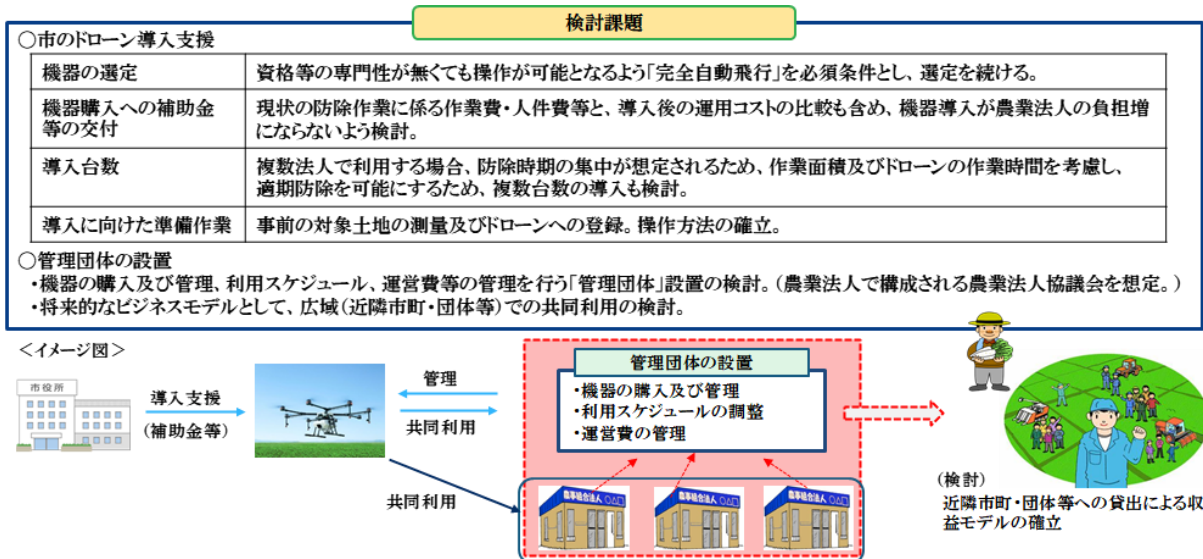 検討課題
○市のドローン導入支援
機器の選定
資格等の専門性が無くても操作が可能となるよう「完全自動飛行」を必須条件とし、選定を続ける。
機器購入への補助金
等の交付
現状の防除作業に係る作業費・人件費等と、導入後の運用コストの比較も含め、機器導入が農業法人の負担増
にならないよう検討。
導入台数
複数法人で利用する場合、防除時期の集中が想定されるため、作業面積及びドローンの作業時間を考慮し、
適期防除を可能にするため、複数台数の導入も検討。
導入に向けた準備作業
事前の対象土地の測量及びドローンへの登録。操作方法の確立。
○管理団体の設置
・機器の購入及び管理、利用スケジュール、運営費等の管理を行う「管理団体」設置の検討。（農業法人で構成される農業法人協議会を想定。）
・将来的なビジネスモデルとして、広域（近隣市町・団体等）での共同利用の検討。
＜イメージ図＞
市役所
導入支援
（補助金等）
管理
共同利用
管理団体の設置
・機器の購入及び管理
・利用スケジュールの調整
・運営費の管理
共同利用
農事組合法人 ○△□
農事組合法人 ○△□
農事組合法人 ○△□
（検討）
近隣市町・団体等への貸出による収
益モデルの確立